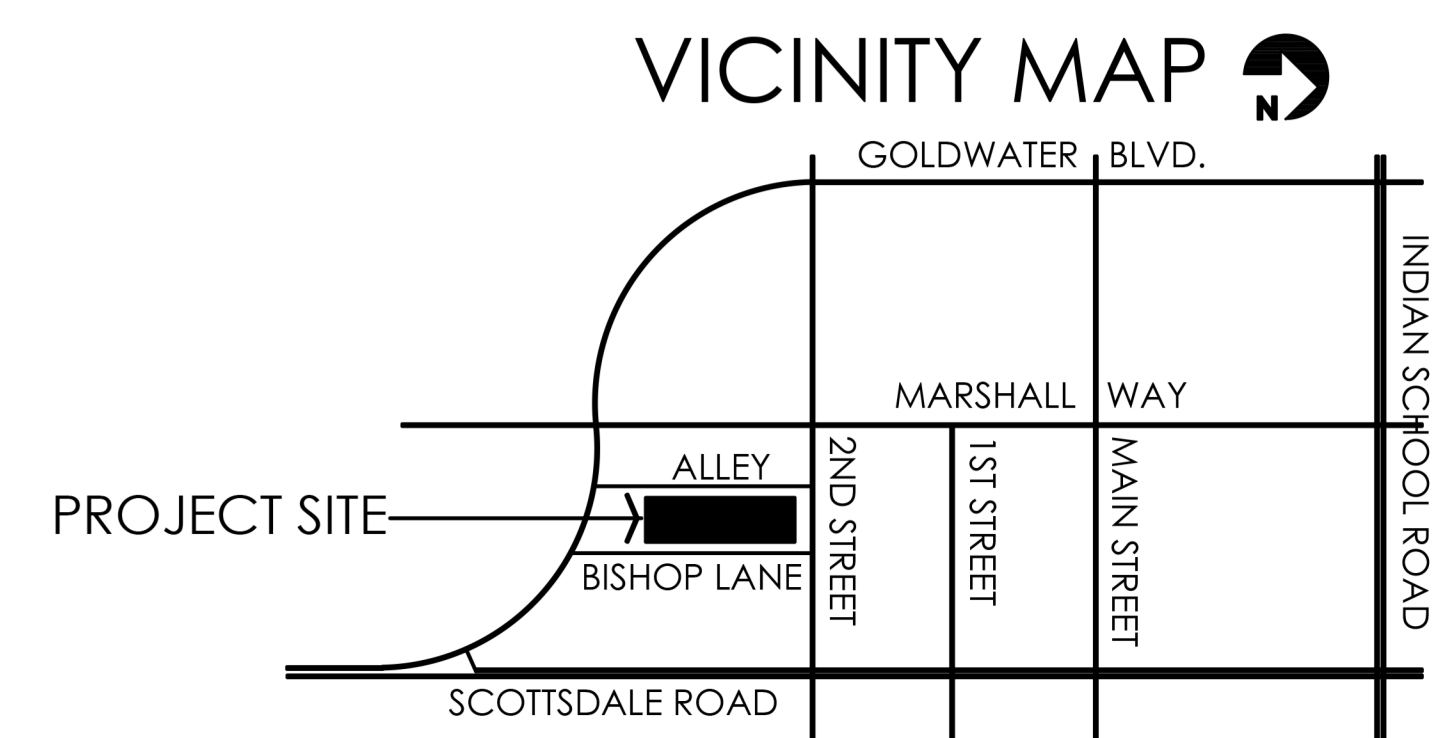 VICINITY MAP
N
GOLDWATER BLVD.
INDIAN SCHOOL ROAD
MARSHALL WAY
2ND STREET
1ST STREET
MAIN STREET
ALLEY
PROJECT SITE
BISHOP LANE
SCOTTSDALE ROAD